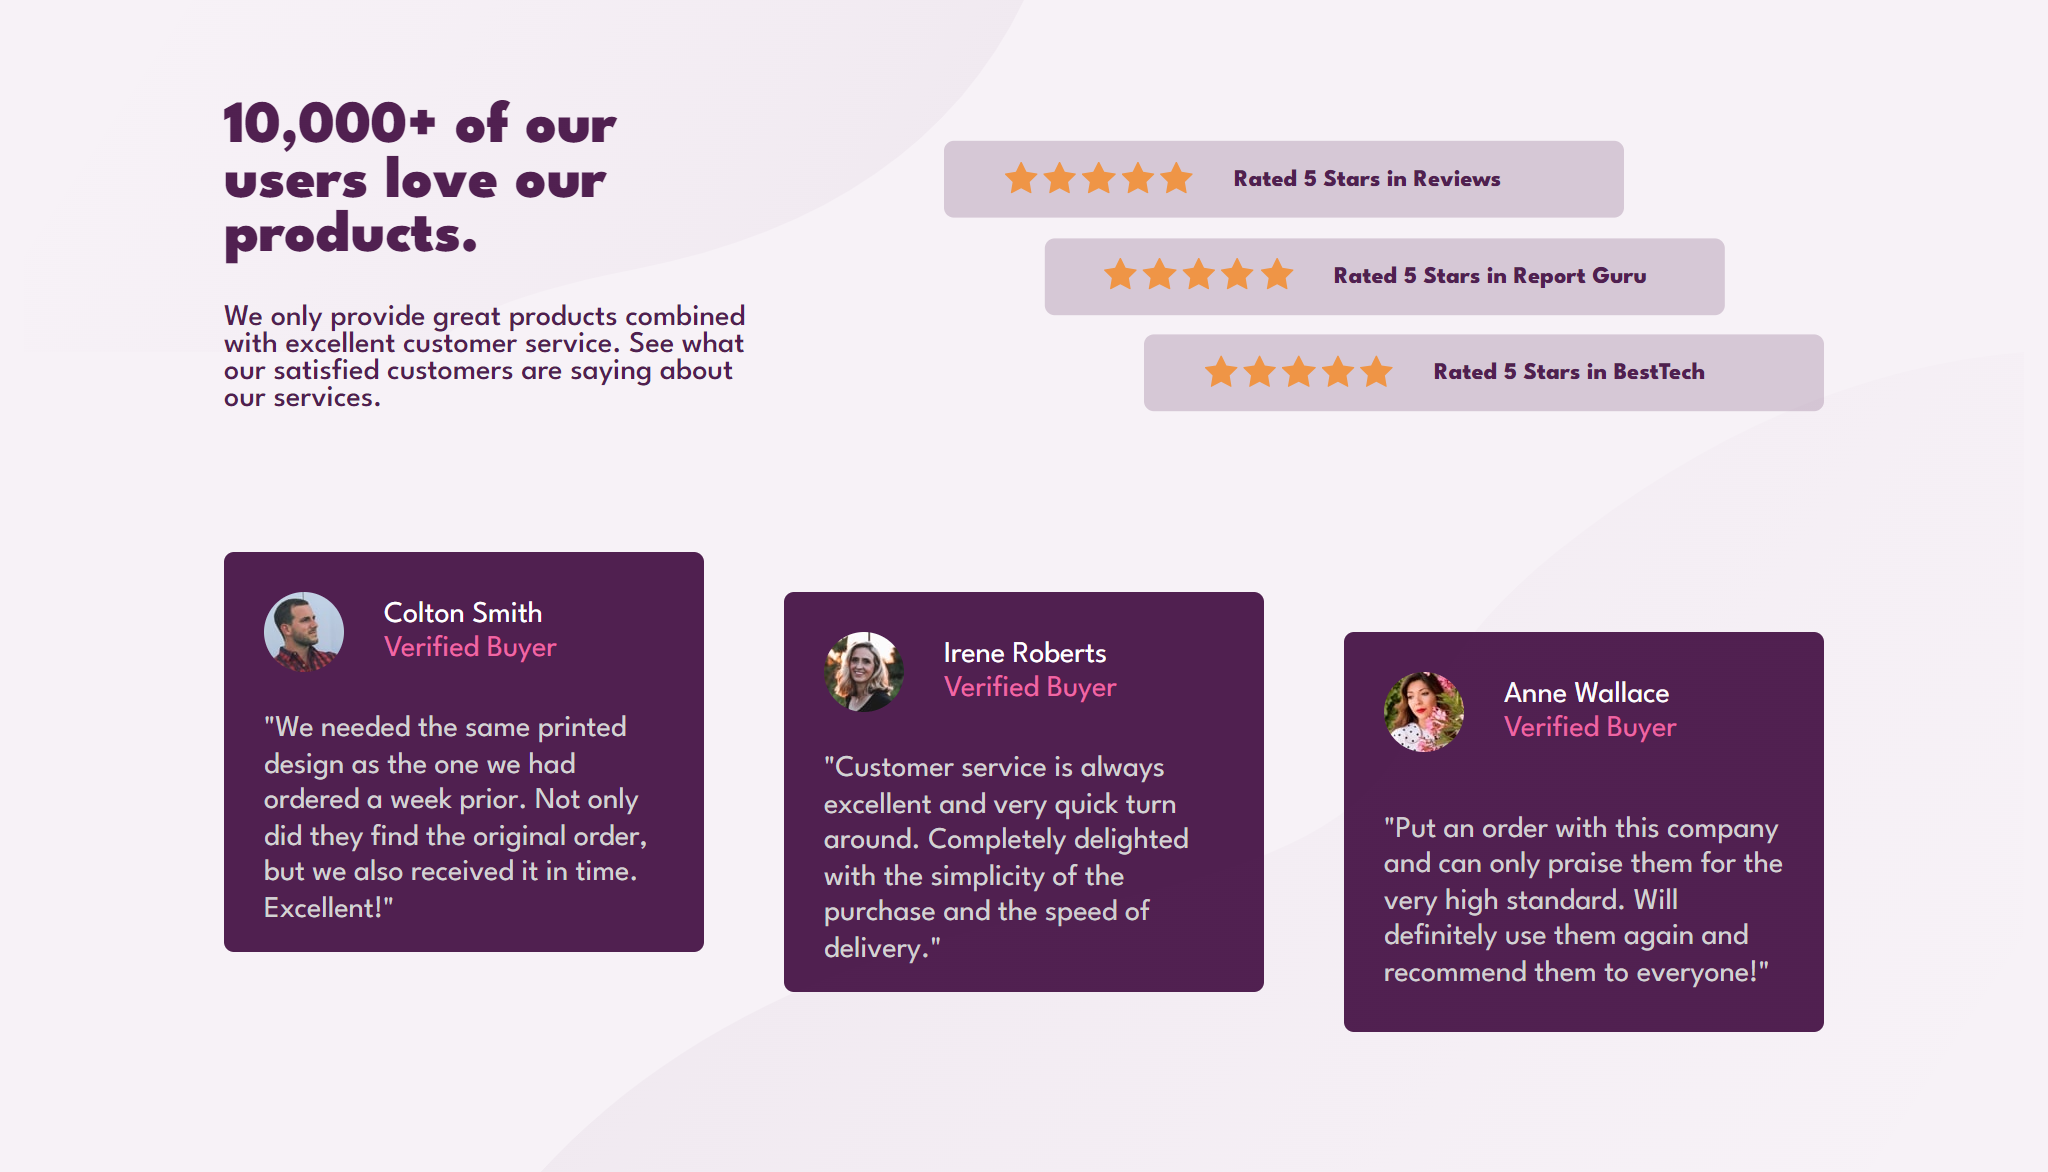 10,000+ of our
users love our
products.
We only provide great products combined
with excellent customer service. See what
our satisfied customers are saying about
our services.
Rated 5 Stars in Reviews
Rated 5 Stars in Report Guru
Rated 5 Stars in BestTech
Colton Smith
Verified Buyer
"We needed the same printed
design as the one we had
ordered a week prior. Not only
did they find the original order,
but we also received it in time.
Excellent!"
Irene Roberts
Verified Buyer
"Customer service is always
excellent and very quick turn
around. Completely delighted
with the simplicity of the
purchase and the speed of
delivery."
Anne Wallace
Verified Buyer
"Put an order with this company
and can only praise them for the
very high standard. Will
definitely use them again and
recommend them to everyone!"